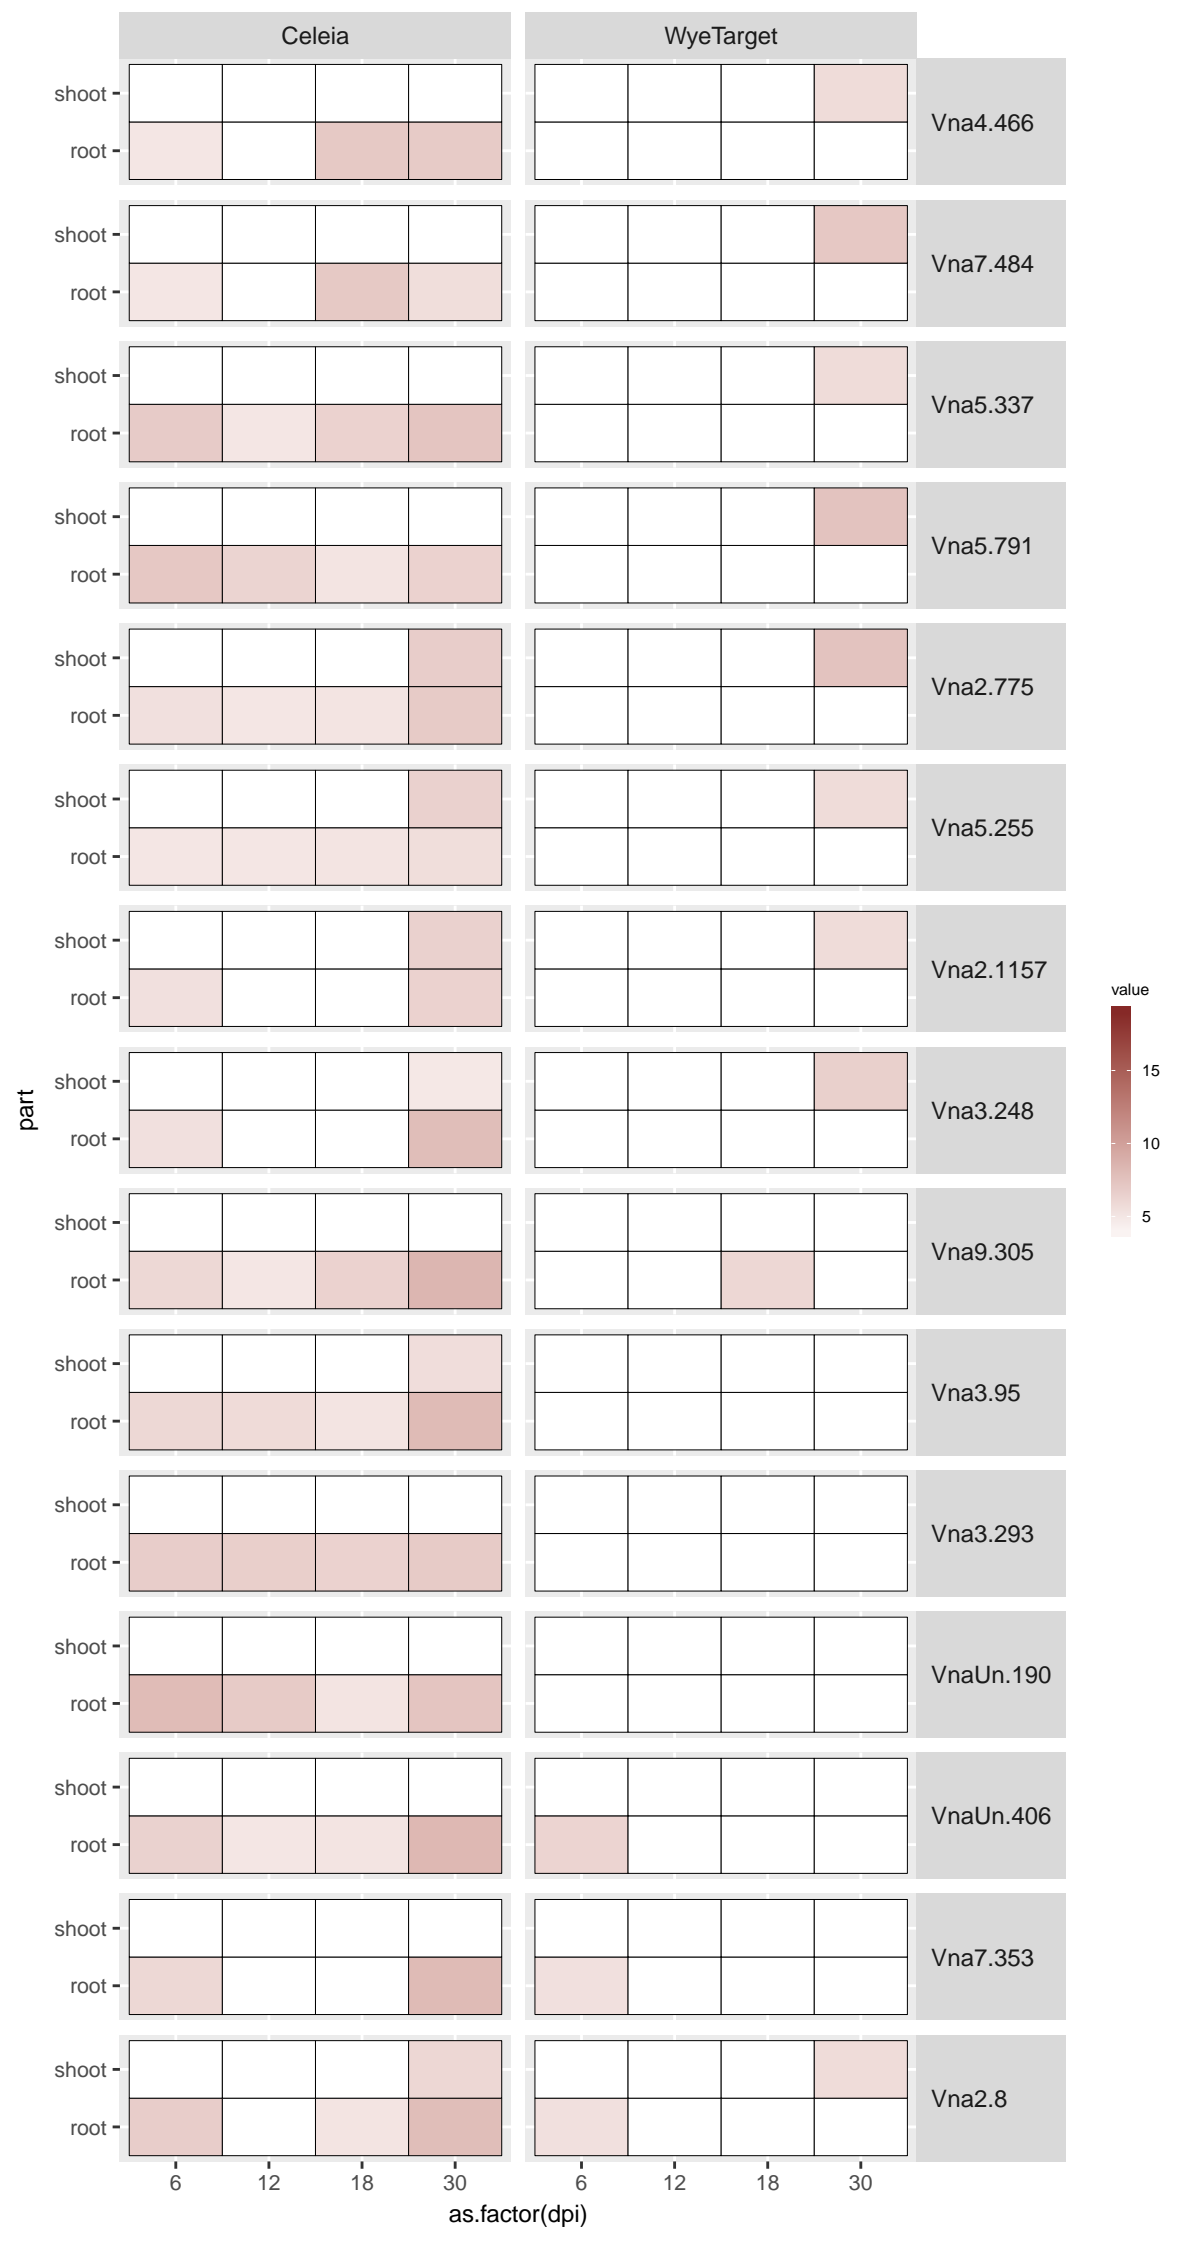 Celeia WyeTarget
shoot
root
Vna4.466
shoot
root
Vna7.484
shoot
root
Vna5.337
shoot
root
Vna5.791
shoot
root
Vna2.775
shoot
root
Vna5.255
shoot
root
Vna2.1157
shoot
root
Vna3.248
shoot
root
Vna9.305
shoot
root
Vna3.95
shoot
root
Vna3.293
shoot
root
VnaUn.190
shoot
root
VnaUn.406
shoot
root
Vna7.353
shoot
root
Vna2.8
6 12 18 30 6 12 18 30
as.factor(dpi)
part
value
15
10
5